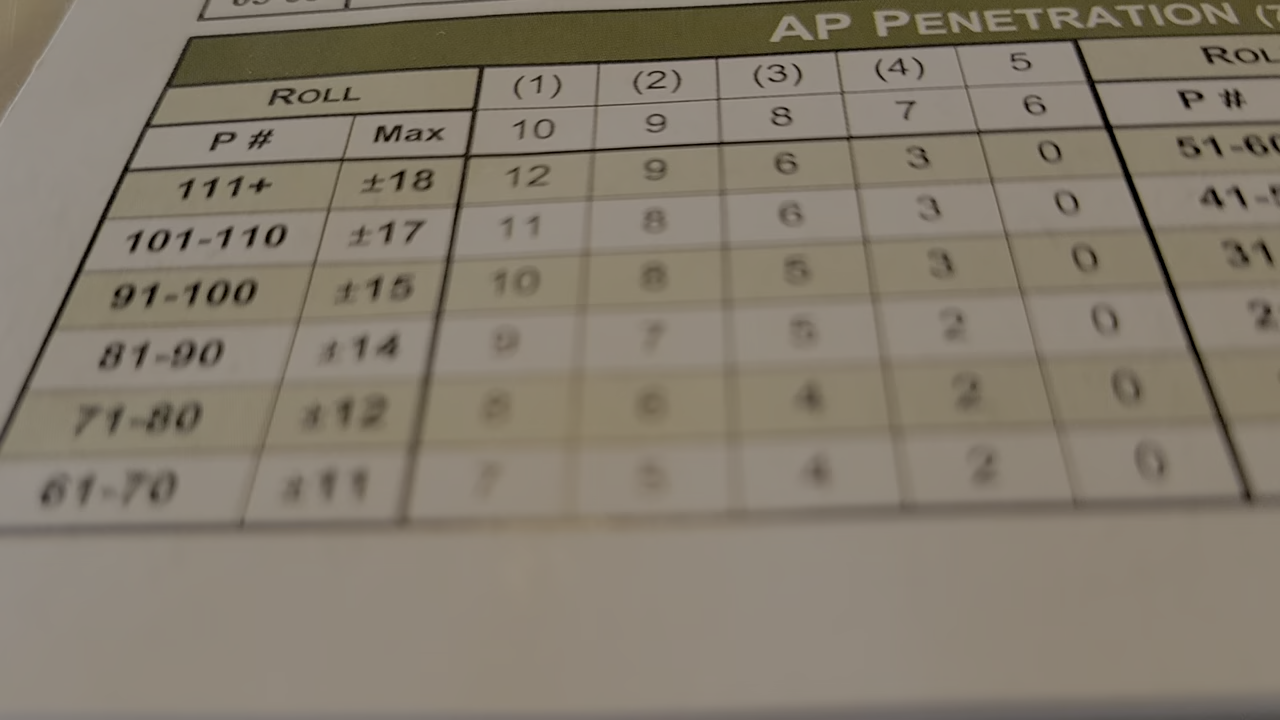 AP PENETRATION (7
ROLL (1) (2) (3) (4) 5 ROL
P # Max 10 9 8 7 6 P #
111+ ±18 12 9 6 3 0 51-60
101-110 ±17 11 8 6 3 0 41-
91-100 ±15 10 8 5 3 0 31
81-90 ±14 9 7 5 2 0 2
71-80 ±12 8 6 4 2 0
61-70 ±11 7 5 4 2 0